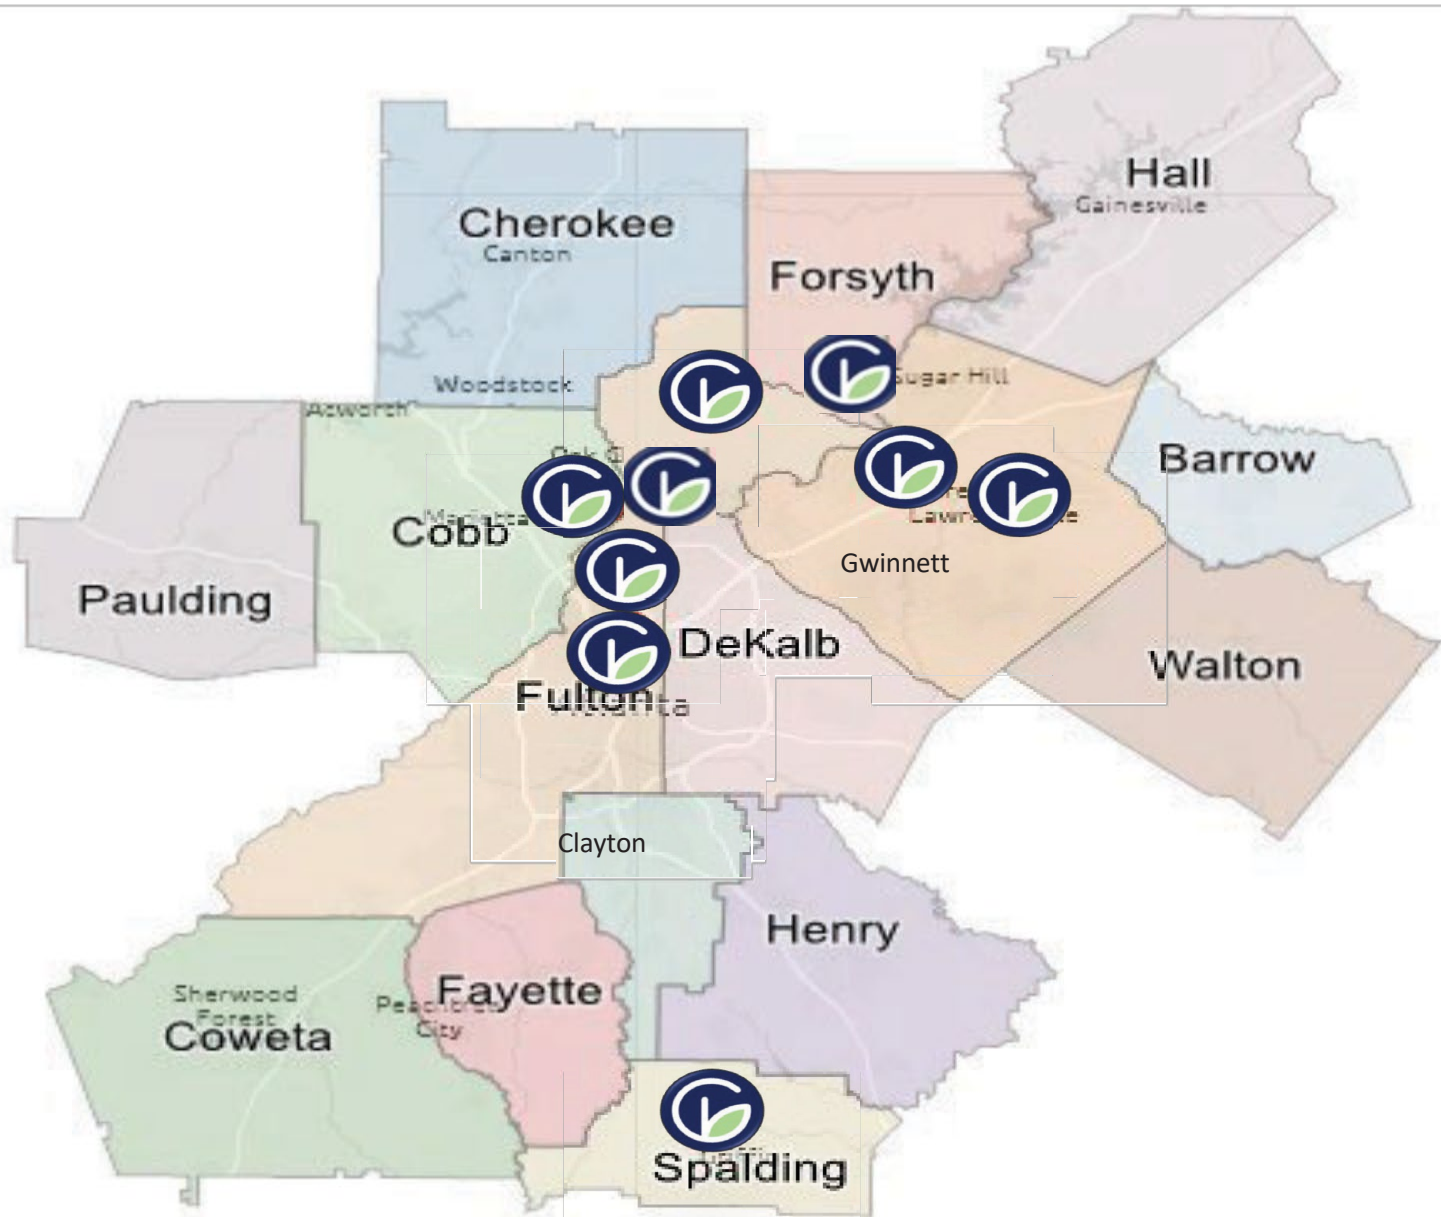 Hall
Gainesville
Cherokee
Canton
Forsyth
Woodstock
Sugar Hill
Acworth
Barrow
Cobb
Gwinnett
Paulding
DeKalb
Walton
Fulton
Clayton
Henry
Fayette
Sherwood
Forest
City
Coweta
Spalding